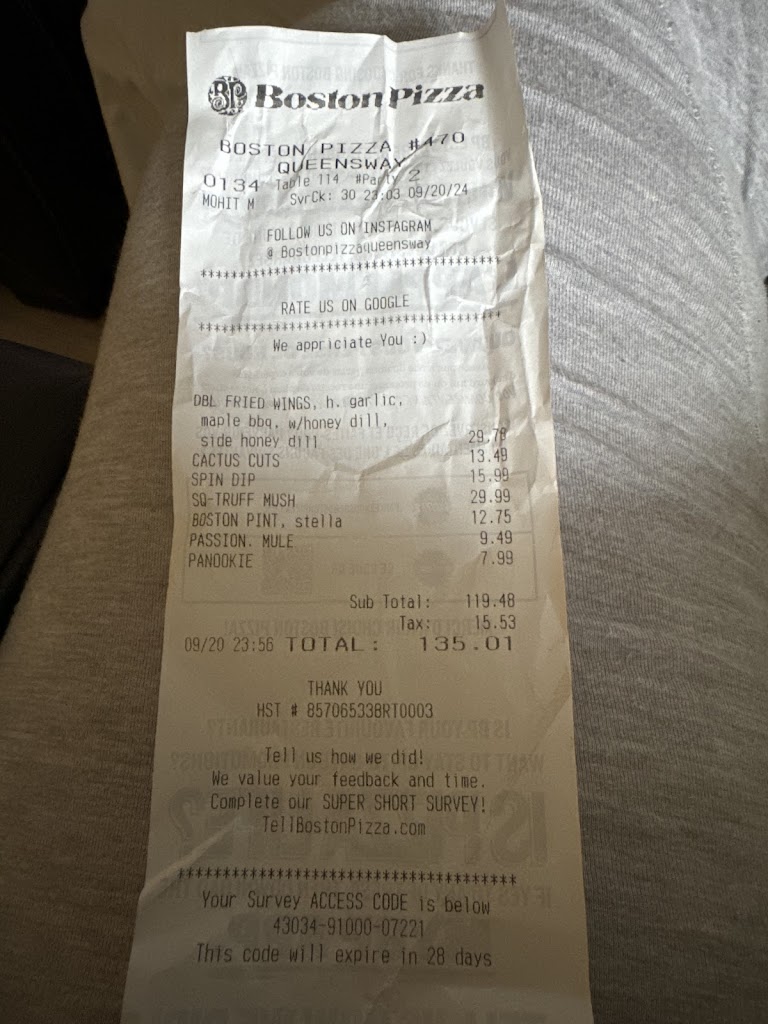 BP Boston Pizza
BOSTON PIZZA #470
QUEENSWAY
0134 Table 114 #Party 2
MOHIT M SvrCk: 30 23:03 09/20/24
FOLLOW US ON INSTAGRAM
@ Bostonpizzaqueensway
****************************************
RATE US ON GOOGLE
****************************************
We appriciate You :)
DBL FRIED WINGS, h. garlic,
maple bbq, w/honey dill,
side honey dill 29.79
CACTUS CUTS 13.49
SPIN DIP 15.99
SQ-TRUFF MUSH 29.99
BOSTON PINT, stella 12.75
PASSION. MULE 9.49
PANOOKIE 7.99
Sub Total: 119.48
Tax: 15.53
09/20 23:56 TOTAL: 135.01
THANK YOU
HST # 857065338RT0003
Tell us how we did!
We value your feedback and time.
Complete our SUPER SHORT SURVEY!
TellBostonPizza.com
****************************************
Your Survey ACCESS CODE is below
43034-91000-07221
This code will expire in 28 days